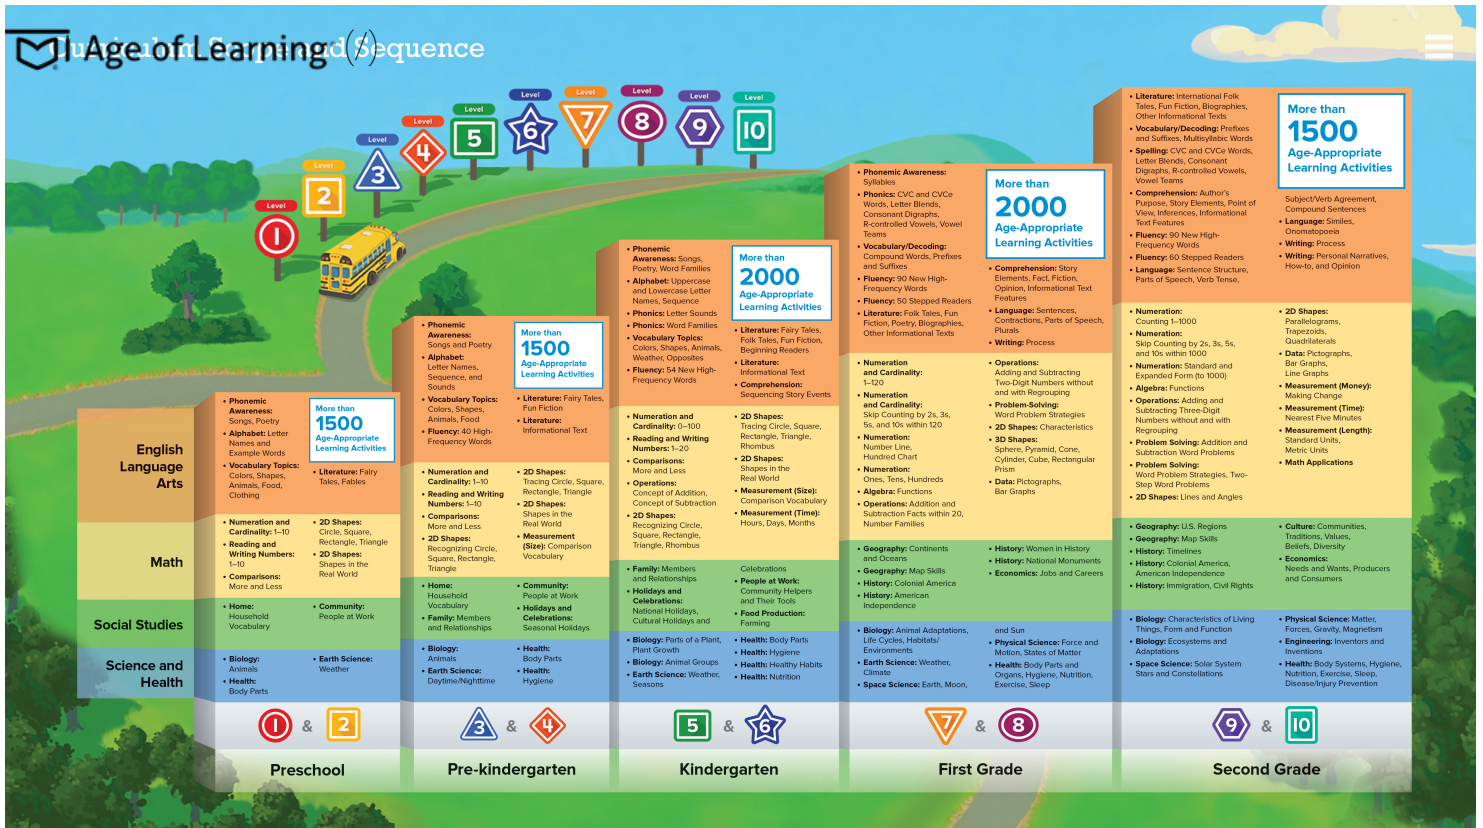 Curriculum Scope and Sequence
Age of Learning
Level
1
Level
2
Level
3
Level
4
Level
5
Level
6
Level
7
Level
8
Level
9
Level
10
English
Language
Arts
Math
Social Studies
Science and
Health
• Phonemic
Awareness:
Songs, Poetry
• Alphabet: Letter
Names and
Example Words
• Vocabulary Topics:
Colors, Shapes,
Animals, Food,
Clothing
More than
1500
Age-Appropriate
Learning Activities
• Literature: Fairy
Tales, Fables
• Numeration and
Cardinality: 1–10
• Reading and
Writing Numbers:
1–10
• Comparisons:
More and Less
• 2D Shapes:
Circle, Square,
Rectangle, Triangle
• 2D Shapes:
Shapes in the
Real World
• Home:
Household
Vocabulary
• Community:
People at Work
• Biology:
Animals
• Health:
Body Parts
• Earth Science:
Weather
1 & 2
Preschool
• Phonemic
Awareness:
Songs and Poetry
• Alphabet:
Letter Names,
Sequence, and
Sounds
• Vocabulary Topics:
Colors, Shapes,
Animals, Food
• Fluency: 40 High-
Frequency Words
More than
1500
Age-Appropriate
Learning Activities
• Literature: Fairy Tales,
Fun Fiction
• Literature:
Informational Text
• Numeration and
Cardinality: 1–10
• Reading and Writing
Numbers: 1–10
• Comparisons:
More and Less
• 2D Shapes:
Recognizing Circle,
Square, Rectangle,
Triangle
• 2D Shapes:
Tracing Circle, Square,
Rectangle, Triangle
• 2D Shapes:
Shapes in the
Real World
• Measurement
(Size): Comparison
Vocabulary
• Home:
Household
Vocabulary
• Family: Members
and Relationships
• Community:
People at Work
• Holidays and
Celebrations:
Seasonal Holidays
• Biology:
Animals
• Earth Science:
Daytime/Nighttime
• Health:
Body Parts
• Health:
Hygiene
3 & 4
Pre-kindergarten
• Phonemic
Awareness: Songs,
Poetry, Word Families
• Alphabet: Uppercase
and Lowercase Letter
Names, Sequence
• Phonics: Letter Sounds
• Phonics: Word Families
• Vocabulary Topics:
Colors, Shapes, Animals,
Weather, Opposites
• Fluency: 54 New High-
Frequency Words
More than
2000
Age-Appropriate
Learning Activities
• Literature: Fairy Tales,
Folk Tales, Fun Fiction,
Beginning Readers
• Literature:
Informational Text
• Comprehension:
Sequencing Story Events
• Numeration and
Cardinality: 0–100
• Reading and Writing
Numbers: 1–20
• Comparisons:
More and Less
• Operations:
Concept of Addition,
Concept of Subtraction
• 2D Shapes:
Recognizing Circle,
Square, Rectangle,
Triangle, Rhombus
• 2D Shapes:
Tracing Circle, Square,
Rectangle, Triangle,
Rhombus
• 2D Shapes:
Shapes in the
Real World
• Measurement (Size):
Comparison Vocabulary
• Measurement (Time):
Hours, Days, Months
• Family: Members
and Relationships
• Holidays and
Celebrations:
National Holidays,
Cultural Holidays and
Celebrations
• People at Work:
Community Helpers
and Their Tools
• Food Production:
Farming
• Biology: Parts of a Plant,
Plant Growth
• Biology: Animal Groups
• Earth Science: Weather,
Seasons
• Health: Body Parts
• Health: Hygiene
• Health: Healthy Habits
• Health: Nutrition
5 & 6
Kindergarten
• Phonemic Awareness:
Syllables
• Phonics: CVC and CVCe
Words, Letter Blends,
Consonant Digraphs,
R-controlled Vowels, Vowel
Teams
• Vocabulary/Decoding:
Compound Words, Prefixes
and Suffixes
• Fluency: 90 New High-
Frequency Words
• Fluency: 50 Stepped Readers
• Literature: Folk Tales, Fun
Fiction, Poetry, Biographies,
Other Informational Texts
More than
2000
Age-Appropriate
Learning Activities
• Comprehension: Story
Elements, Fact, Fiction,
Opinion, Informational Text
Features
• Language: Sentences,
Contractions, Parts of Speech,
Plurals
• Writing: Process
• Numeration
and Cardinality:
1–120
• Numeration
and Cardinality:
Skip Counting by 2s, 3s,
5s, and 10s within 120
• Numeration:
Number Line,
Hundred Chart
• Numeration:
Ones, Tens, Hundreds
• Algebra: Functions
• Operations: Addition and
Subtraction Facts within 20,
Number Families
• Operations:
Adding and Subtracting
Two-Digit Numbers without
and with Regrouping
• Problem-Solving:
Word Problem Strategies
• 2D Shapes: Characteristics
• 3D Shapes:
Sphere, Pyramid, Cone,
Cylinder, Cube, Rectangular
Prism
• Data: Pictographs,
Bar Graphs
• Geography: Continents
and Oceans
• Geography: Map Skills
• History: Colonial America
• History: American
Independence
• History: Women in History
• History: National Monuments
• Economics: Jobs and Careers
• Biology: Animal Adaptations,
Life Cycles, Habitats/
Environments
• Earth Science: Weather,
Climate
• Space Science: Earth, Moon,
and Sun
• Physical Science: Force and
Motion, States of Matter
• Health: Body Parts and
Organs, Hygiene, Nutrition,
Exercise, Sleep
7 & 8
First Grade
• Literature: International Folk
Tales, Fun Fiction, Biographies,
Other Informational Texts
• Vocabulary/Decoding: Prefixes
and Suffixes, Multisyllabic Words
• Spelling: CVC and CVCe Words,
Letter Blends, Consonant
Digraphs, R-controlled Vowels,
Vowel Teams
• Comprehension: Author's
Purpose, Story Elements, Point of
View, Inferences, Informational
Text Features
• Fluency: 90 New High-
Frequency Words
• Fluency: 60 Stepped Readers
• Language: Sentence Structure,
Parts of Speech, Verb Tense,
More than
1500
Age-Appropriate
Learning Activities
Subject/Verb Agreement,
Compound Sentences
• Language: Similes,
Onomatopoeia
• Writing: Process
• Writing: Personal Narratives,
How-to, and Opinion
• Numeration:
Counting 1–1000
• Numeration:
Skip Counting by 2s, 3s, 5s,
and 10s within 1000
• Numeration: Standard and
Expanded Form (to 1000)
• Algebra: Functions
• Operations: Adding and
Subtracting Three-Digit
Numbers without and with
Regrouping
• Problem Solving: Addition and
Subtraction Word Problems
• Problem Solving:
Word Problem Strategies, Two-
Step Word Problems
• 2D Shapes: Lines and Angles
• 2D Shapes:
Parallelograms,
Trapezoids,
Quadrilaterals
• Data: Pictographs,
Bar Graphs,
Line Graphs
• Measurement (Money):
Making Change
• Measurement (Time):
Nearest Five Minutes
• Measurement (Length):
Standard Units,
Metric Units
• Math Applications
• Geography: U.S. Regions
• Geography: Map Skills
• History: Timelines
• History: Colonial America,
American Independence
• History: Immigration, Civil Rights
• Culture: Communities,
Traditions, Values,
Beliefs, Diversity
• Economics:
Needs and Wants, Producers
and Consumers
• Biology: Characteristics of Living
Things, Form and Function
• Biology: Ecosystems and
Adaptations
• Space Science: Solar System
Stars and Constellations
• Physical Science: Matter,
Forces, Gravity, Magnetism
• Engineering: Inventors and
Inventions
• Health: Body Systems, Hygiene,
Nutrition, Exercise, Sleep,
Disease/Injury Prevention
9 & 10
Second Grade